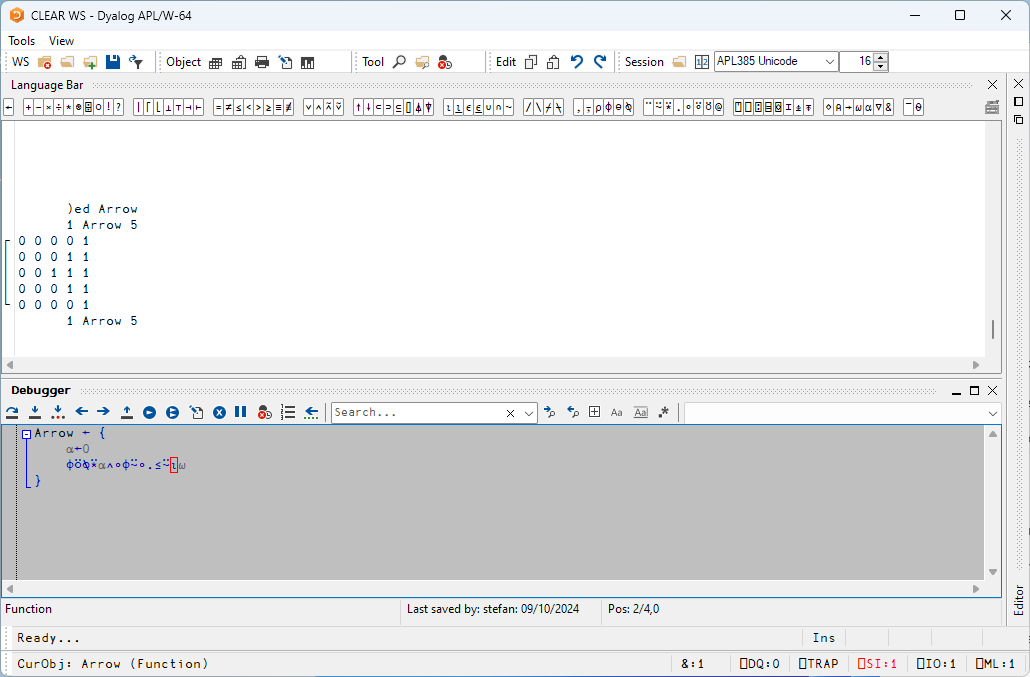 CLEAR WS - Dyalog APL/W-64
Tools View
WS Object Tool Edit Session APL385 Unicode 16
Language Bar
← + - × ÷ * ⍟ ⌹ ○ ! ? | ⌈ ⌊ ⊥ ⊤ ⊣ ⊢ = ≠ ≤ < > ≥ ≡ ≢ ∨ ∧ ⍲ ⍱ ↑ ↓ ⊂ ⊃ ⊆ ⌷ ⍋ ⍒ ⍳ ⍸ ∊ ⍷ ∪ ∩ ~ / \ ⌿ ⍀ , ⍪ ⍴ ⌽ ⊖ ⍉ ¨ ⍨ ⍣ . ∘ ⍤ ⍥ @ ⍞ ⎕ ⍠ ⌸ ⌺ ⌶ ⍎ ⍕ ⋄ ⍝ → ⍵ ⍺ ∇ & ¯ ⍬
)ed Arrow
1 Arrow 5
0 0 0 0 1
0 0 0 1 1
0 0 1 1 1
0 0 0 1 1
0 0 0 0 1
1 Arrow 5
Debugger
Search... Aa Aa
Arrow ← {
⍺←0
⌽⍥⍉⍣⍺∧∘⌽⍨∘.≤⍨⍳⍵
}
Editor
Function Last saved by: stefan: 09/10/2024 Pos: 2/4,0
Ready... Ins
CurObj: Arrow (Function) &:1 ⎕DQ:0 ⎕TRAP ⎕SI:1 ⎕IO:1 ⎕ML:1